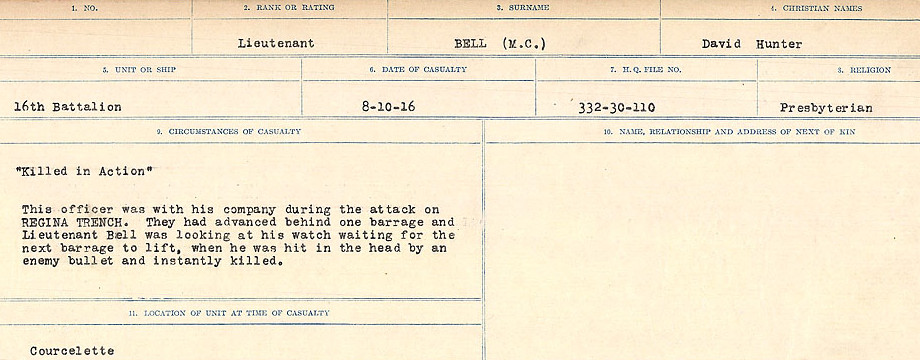 1. NO. 2. RANK OR RATING 3. SURNAME 4. CHRISTIAN NAMES
Lieutenant BELL (M.C.) David Hunter
5. UNIT OR SHIP 6. DATE OF CASUALTY 7. H.Q. FILE NO. 8. RELIGION
16th Battalion 8-10-16 332-30-110 Presbyterian
9. CIRCUMSTANCES OF CASUALTY
"Killed in Action"
This officer was with his company during the attack on
REGINA TRENCH. They had advanced behind one barrage and
Lieutenant Bell was looking at his watch waiting for the
next barrage to lift, when he was hit in the head by an
enemy bullet and instantly killed.
11. LOCATION OF UNIT AT TIME OF CASUALTY
Courcelette
10. NAME, RELATIONSHIP AND ADDRESS OF NEXT OF KIN